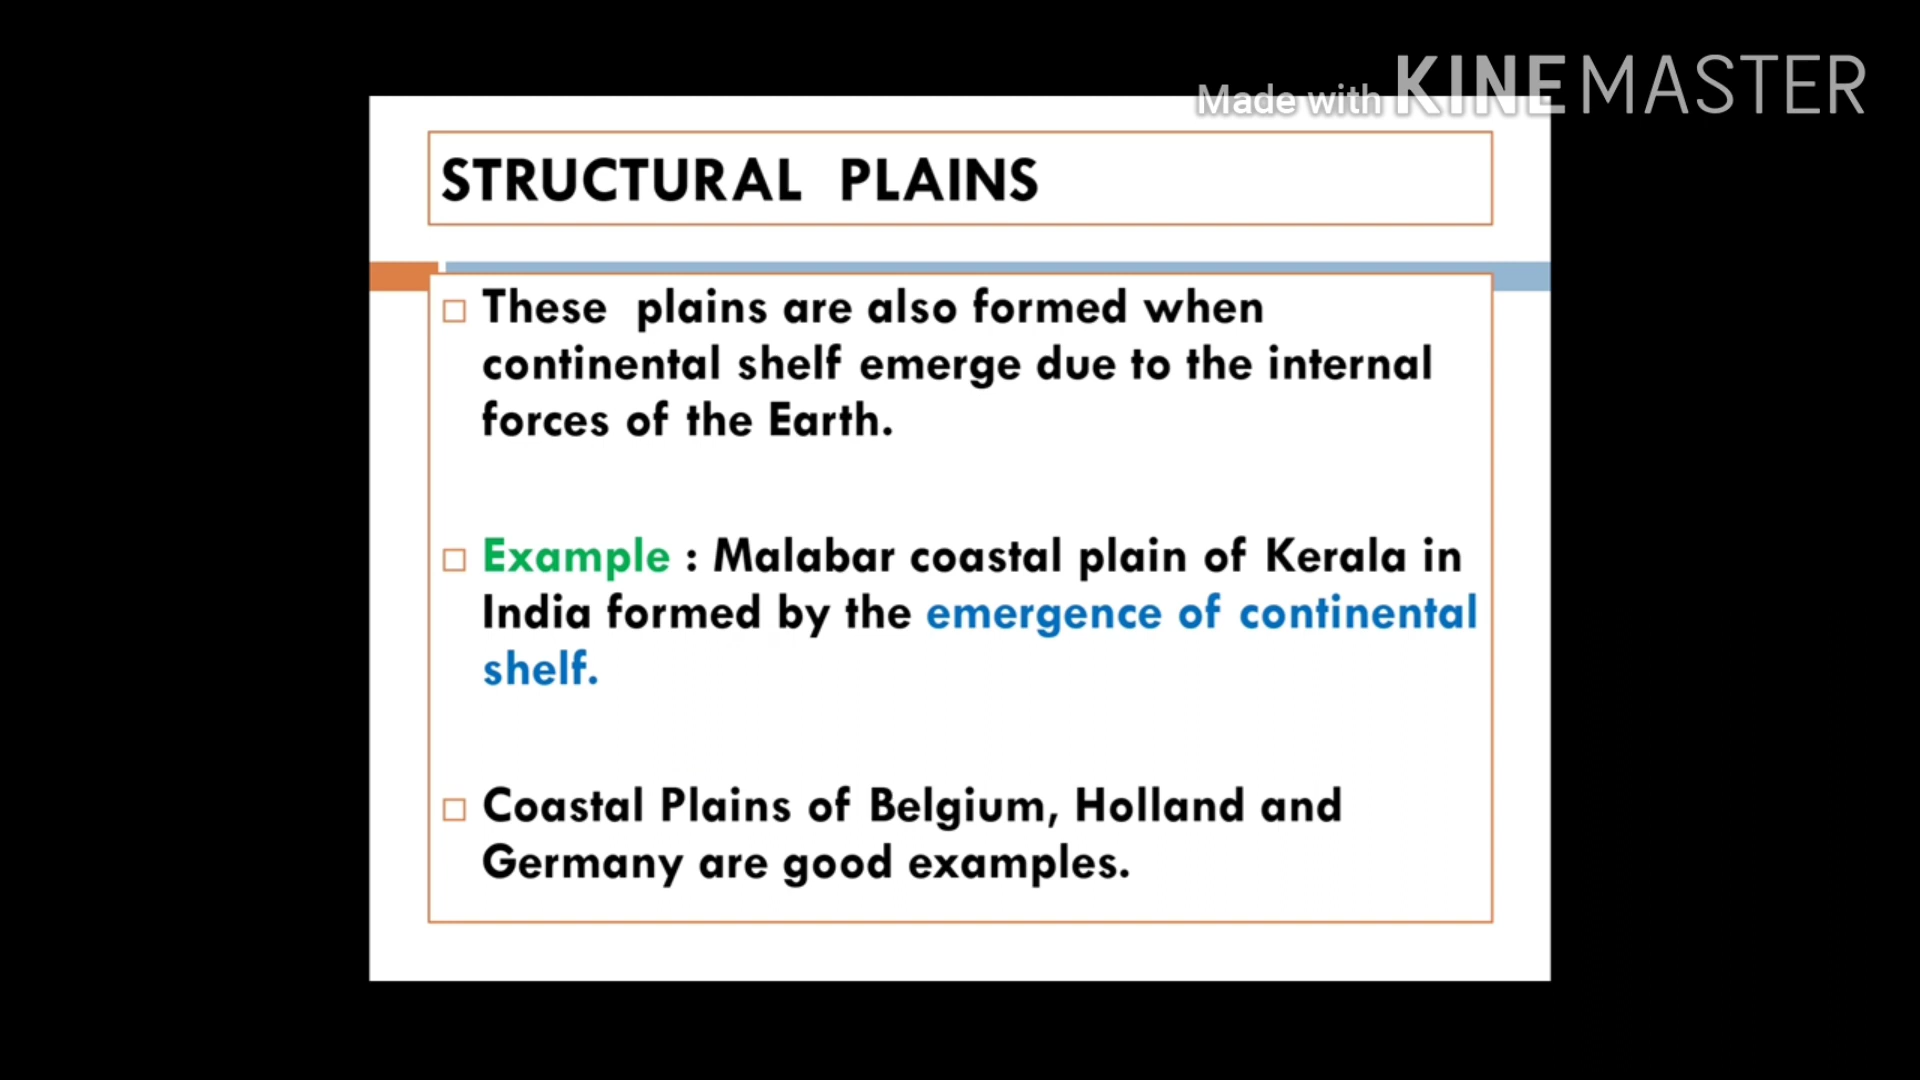 Made with KINEMASTER
STRUCTURAL PLAINS
These plains are also formed when
continental shelf emerge due to the internal
forces of the Earth.
Example : Malabar coastal plain of Kerala in
India formed by the emergence of continental
shelf.
Coastal Plains of Belgium, Holland and
Germany are good examples.